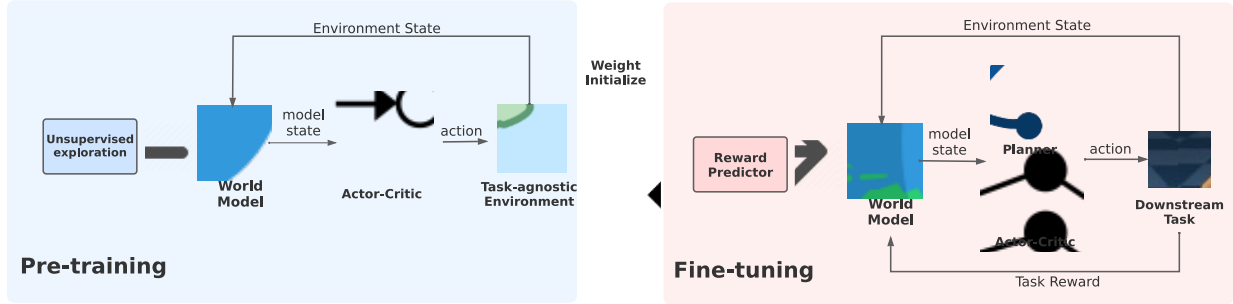 Environment State
Unsupervised
exploration
model
state
action
World
Model
Actor-Critic
Task-agnostic
Environment
Pre-training
Weight
Initialize
Environment State
Reward
Predictor
model
state
Planner
action
World
Model
Actor-Critic
Downstream
Task
Task Reward
Fine-tuning